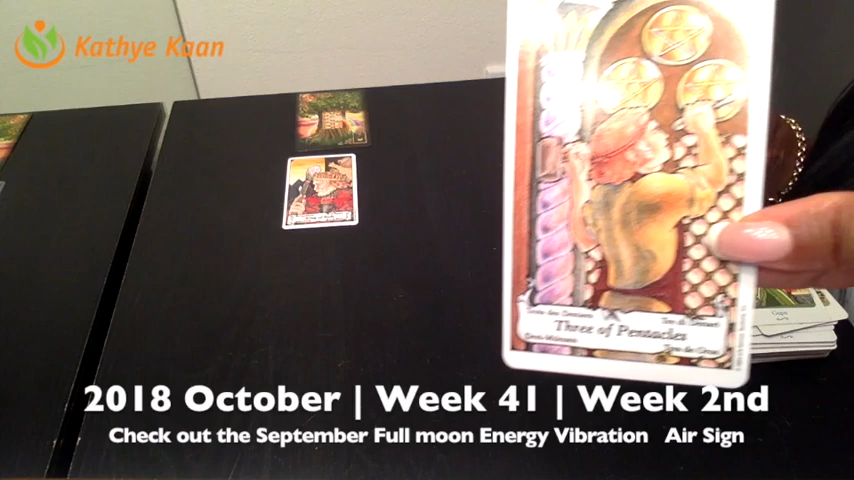 Kathye Kaan
Three of Pentacles
Cups
2018 October | Week 41 | Week 2nd
Check out the September Full moon Energy Vibration Air Sign